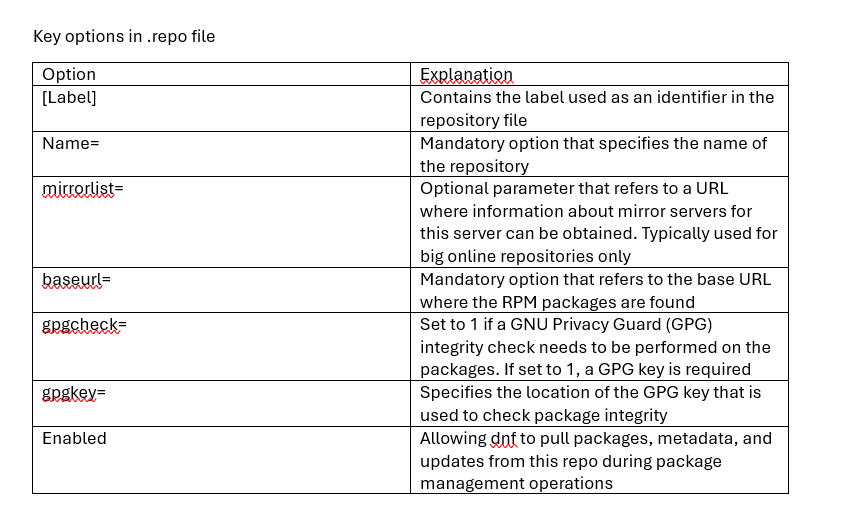 Key options in .repo file
Option
Explanation
[Label]
Contains the label used as an identifier in the
repository file
Name=
Mandatory option that specifies the name of
the repository
mirrorlist=
Optional parameter that refers to a URL
where information about mirror servers for
this server can be obtained. Typically used for
big online repositories only
baseurl=
Mandatory option that refers to the base URL
where the RPM packages are found
gpgcheck=
Set to 1 if a GNU Privacy Guard (GPG)
integrity check needs to be performed on the
packages. If set to 1, a GPG key is required
gpgkey=
Specifies the location of the GPG key that is
used to check package integrity
Enabled
Allowing dnf to pull packages, metadata, and
updates from this repo during package
management operations